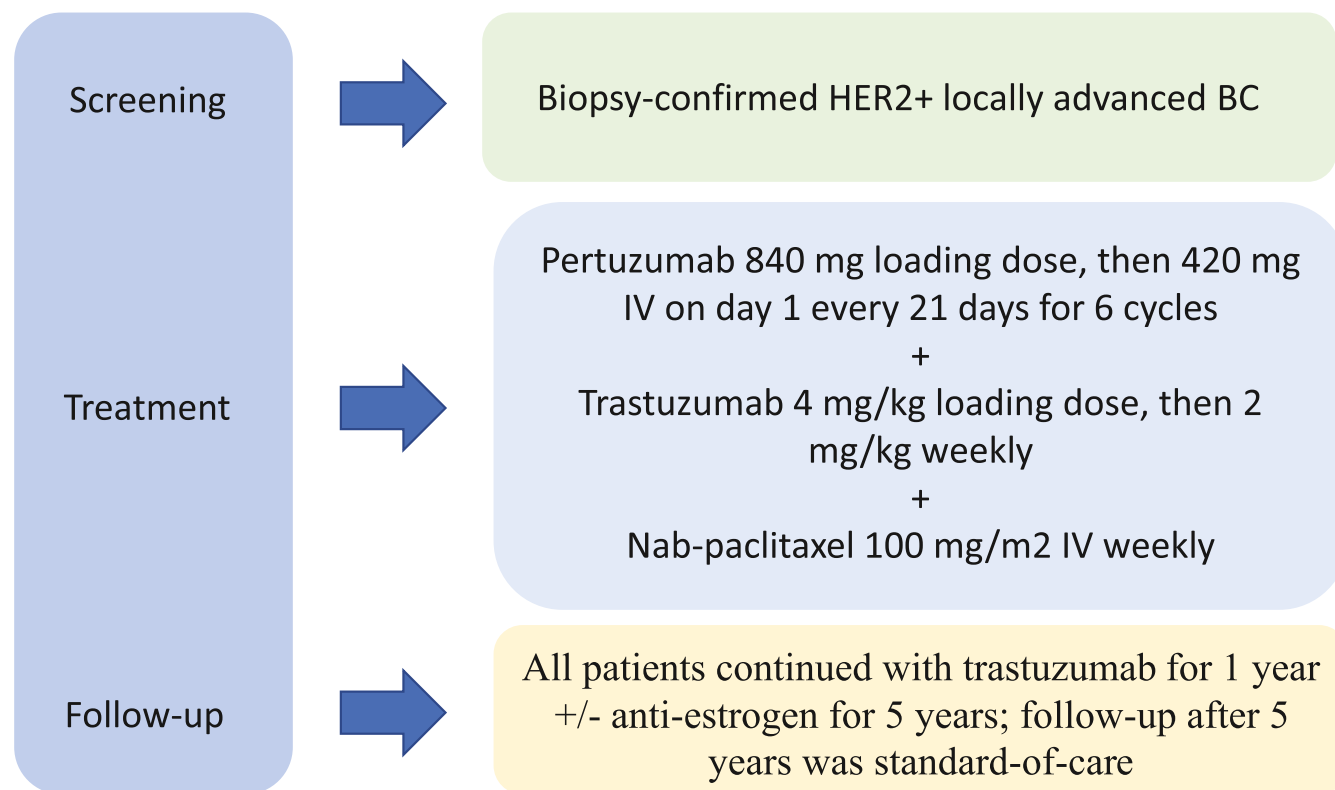 Screening
Biopsy-confirmed HER2+ locally advanced BC
Treatment
Pertuzumab 840 mg loading dose, then 420 mg
IV on day 1 every 21 days for 6 cycles
+
Trastuzumab 4 mg/kg loading dose, then 2
mg/kg weekly
+
Nab-paclitaxel 100 mg/m2 IV weekly
Follow-up
All patients continued with trastuzumab for 1 year
+/- anti-estrogen for 5 years; follow-up after 5
years was standard-of-care